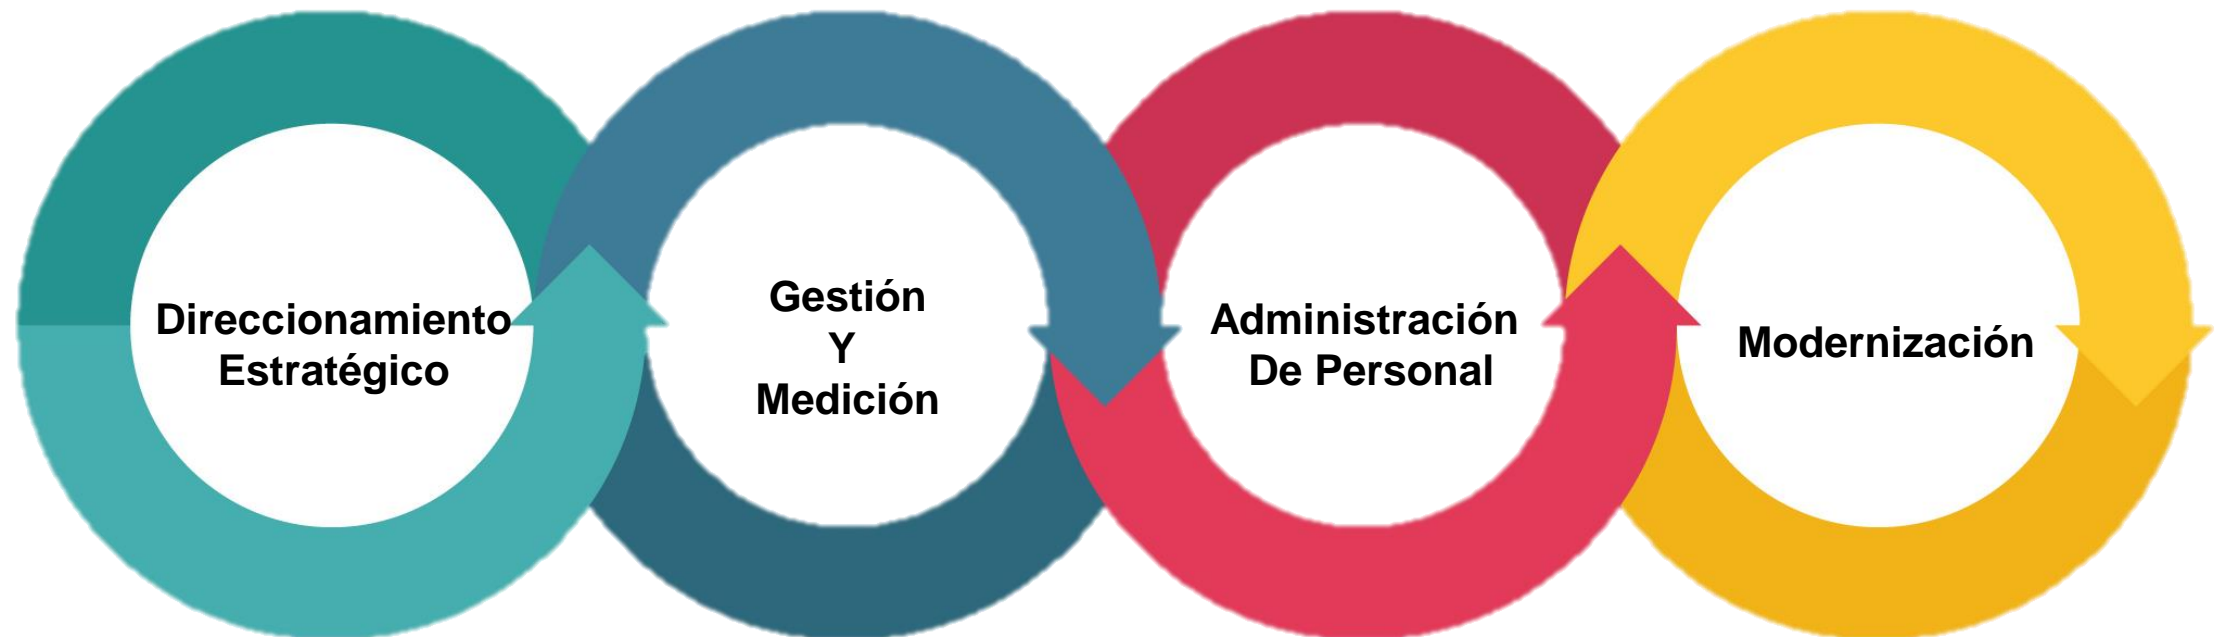 Direccionamiento
Estratégico
Gestión
Y
Medición
Administración
De Personal
Modernización